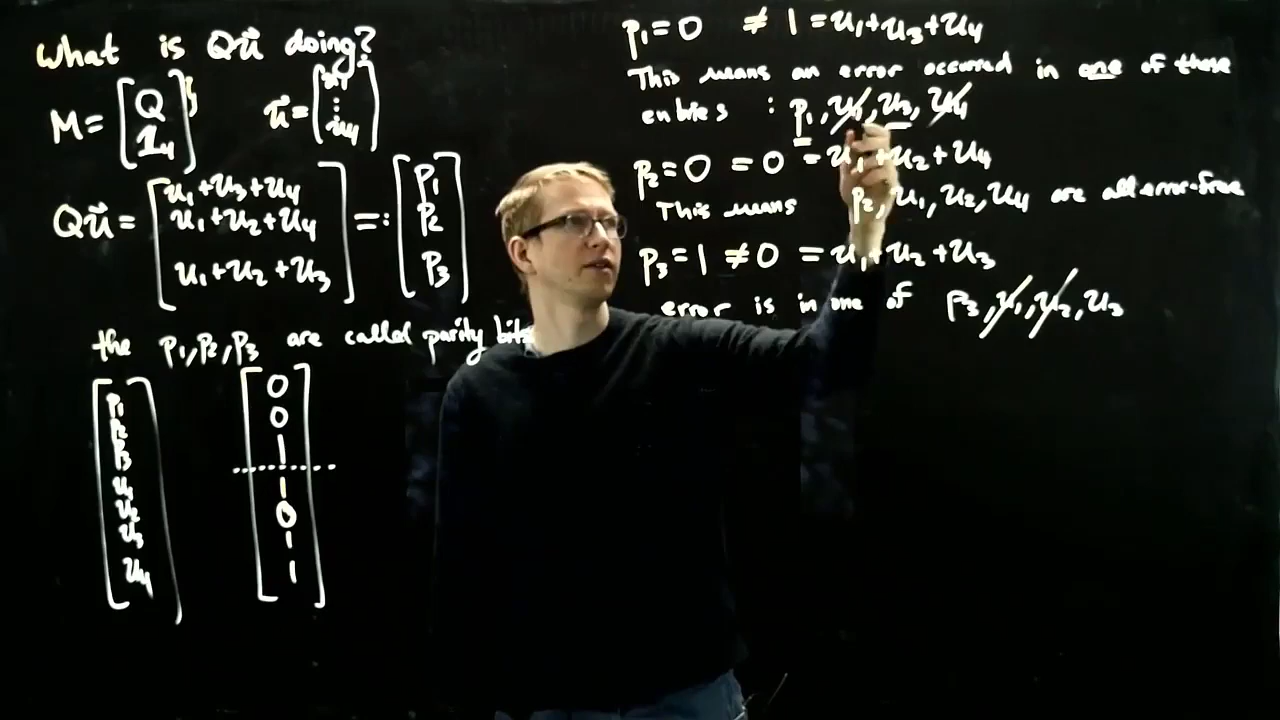 What is Qu⃗ doing?
M = [Q
1₄]
u⃗ = [u₁
⋮
u₄]
Qu⃗ = [u₁+u₃+u₄
u₁+u₂+u₄
u₁+u₂+u₃] =: [p₁
p₂
p₃]
the p₁, p₂, p₃ are called parity bits
[p₁
p₂
p₃
u₁
u₂
u₃
u₄]
[0
0
1
1
0
1
1]
p₁ = 0 ≠ 1 = u₁+u₃+u₄
This means an error occurred in one of these
entries : p₁, u₁, u₃, u₄
p₂ = 0 = 0 = u₁+u₂+u₄
This means p₂, u₁, u₂, u₄ are all error-free
p₃ = 1 ≠ 0 = u₁+u₂+u₃
error is in one of p₃, u₁, u₂, u₃